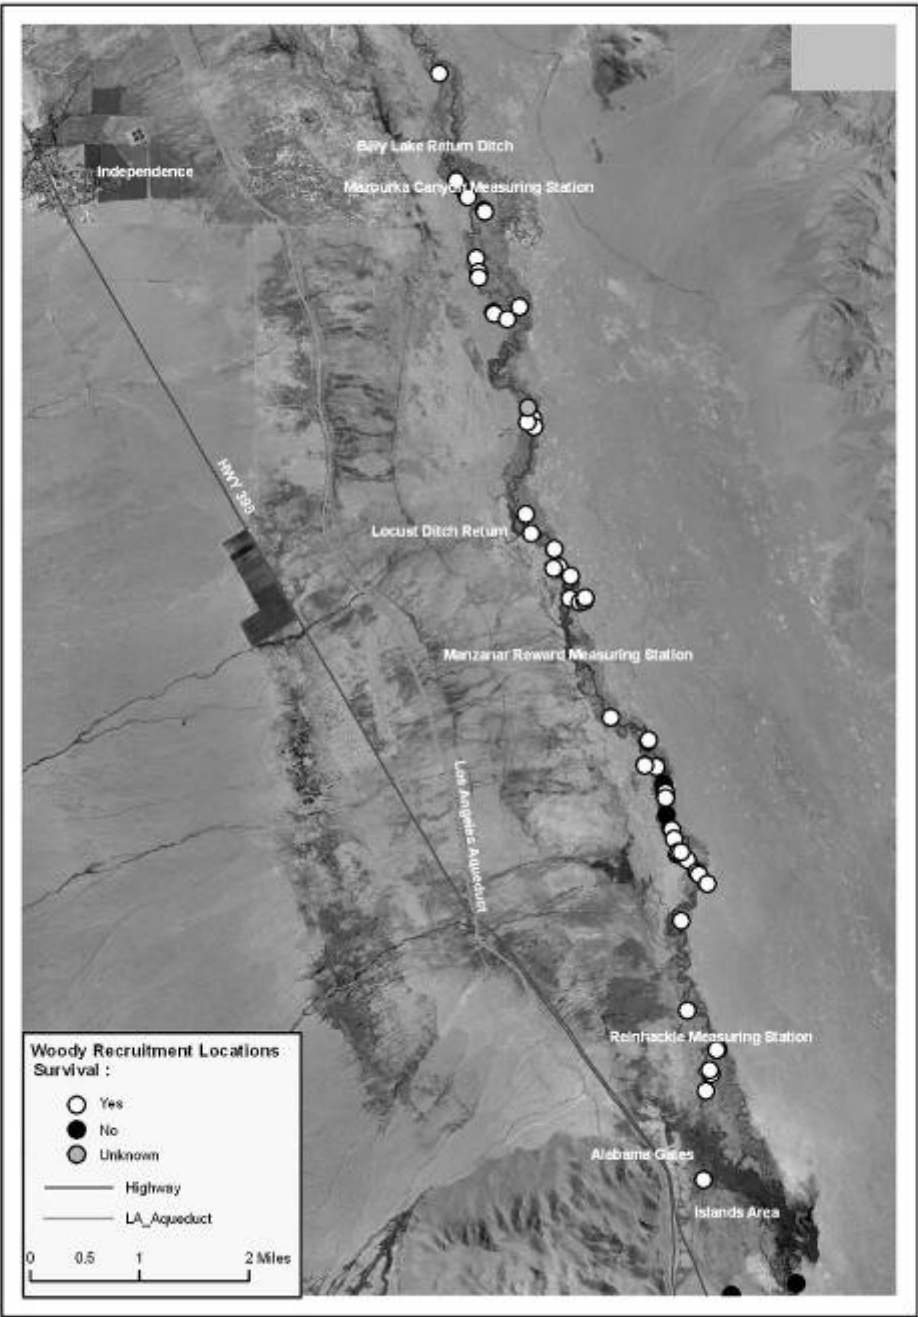 Billy Lake Return Ditch
Independence
Mazourka Canyon Measuring Station
HWY 395
Locust Ditch Return
Manzanar Reward Measuring Station
Los Angeles Aqueduct
Reinhackle Measuring Station
Alabama Gates
Islands Area
Woody Recruitment Locations
Survival :
Yes
No
Unknown
Highway
LA_Aqueduct
0 0.5 1 2 Miles